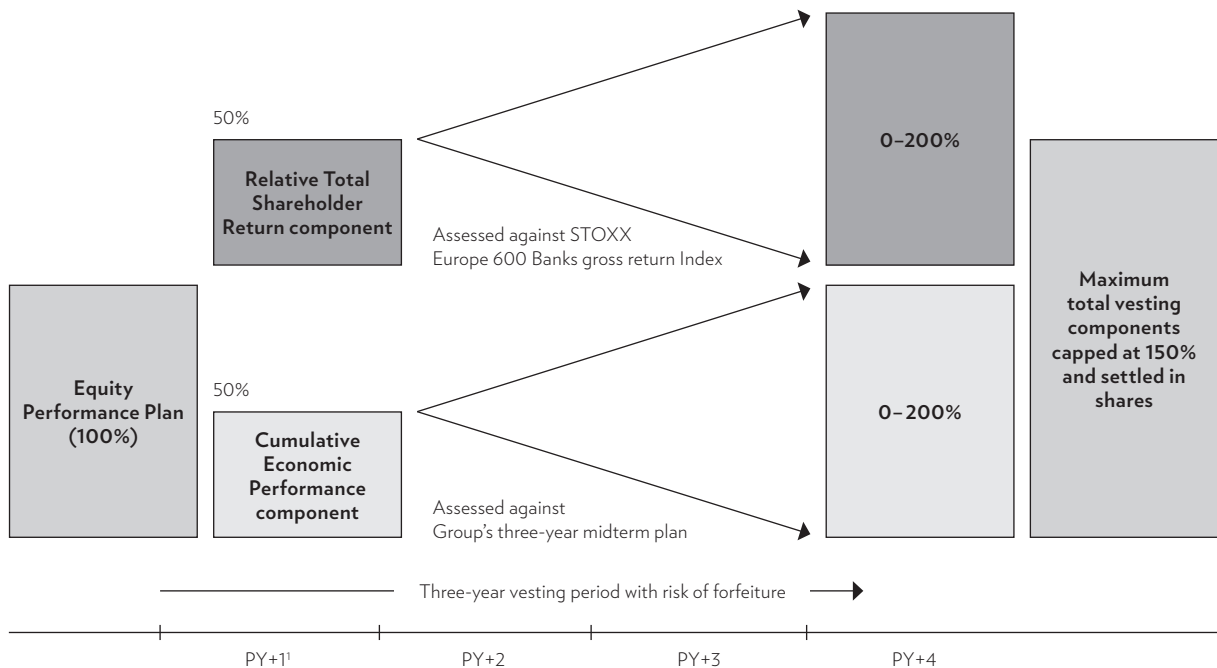 50%
Relative Total
Shareholder
Return component
Assessed against STOXX
Europe 600 Banks gross return Index
0–200%
Equity
Performance Plan
(100%)
50%
Cumulative
Economic
Performance
component
Assessed against
Group’s three-year midterm plan
0–200%
Maximum
total vesting
components
capped at 150%
and settled in
shares
Three-year vesting period with risk of forfeiture
PY+1¹ PY+2 PY+3 PY+4